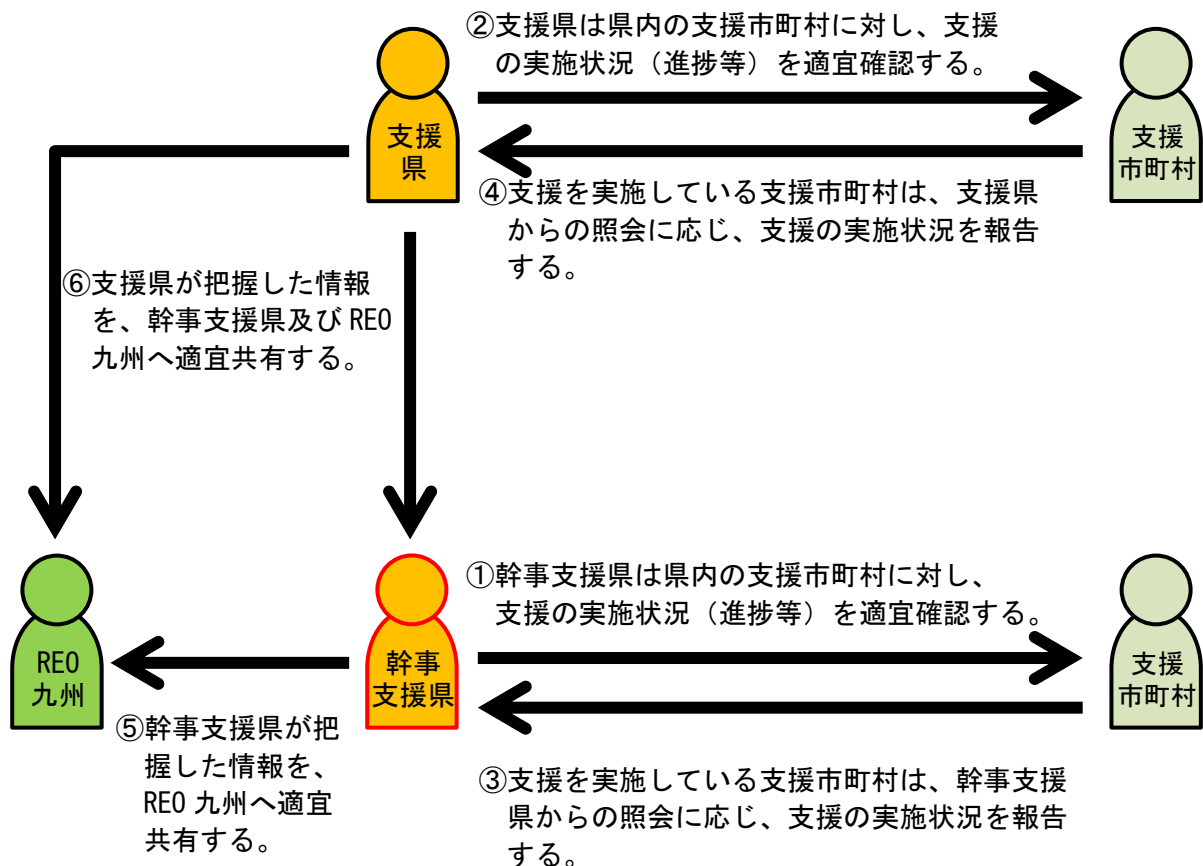 ②支援県は県内の支援市町村に対し、支援
の実施状況（進捗等）を適宜確認する。
支援
県
支援
市町村
④支援を実施している支援市町村は、支援県
からの照会に応じ、支援の実施状況を報告
する。
⑥支援県が把握した情報
を、幹事支援県及び REO
九州へ適宜共有する。
①幹事支援県は県内の支援市町村に対し、
支援の実施状況（進捗等）を適宜確認する。
REO
九州
幹事
支援県
支援
市町村
⑤幹事支援県が把
握した情報を、
REO 九州へ適宜
共有する。
③支援を実施している支援市町村は、幹事支援
県からの照会に応じ、支援の実施状況を報告
する。